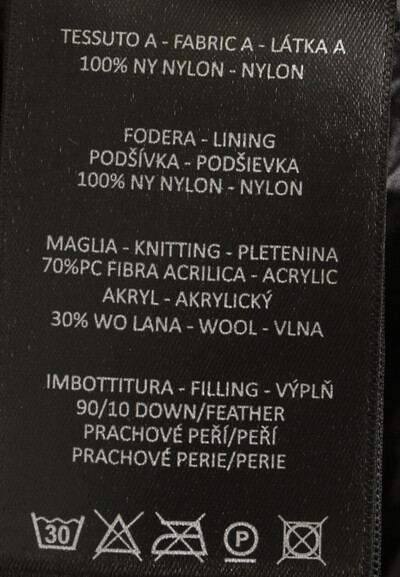 TESSUTO A - FABRIC A - LÁTKA A
100% NY NYLON - NYLON
FODERA - LINING
PODŠÍVKA - PODŠIEVKA
100% NY NYLON - NYLON
MAGLIA - KNITTING - PLETENINA
70%PC FIBRA ACRILICA - ACRYLIC
AKRYL - AKRYLICKÝ
30% WO LANA - WOOL - VLNA
IMBOTTITURA - FILLING - VÝPLŇ
90/10 DOWN/FEATHER
PRACHOVÉ PEŘÍ/PEŘÍ
PRACHOVÉ PERIE/PERIE
30 P